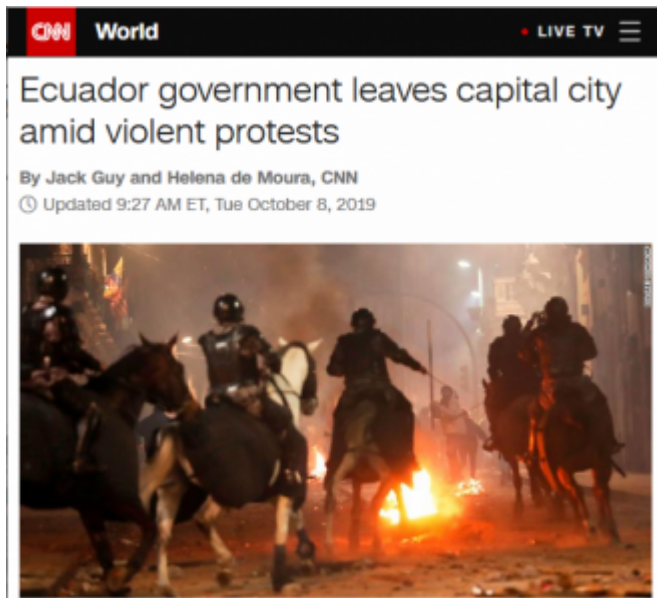 CNN World LIVE TV
Ecuador government leaves capital city
amid violent protests
By Jack Guy and Helena de Moura, CNN
Updated 9:27 AM ET, Tue October 8, 2019